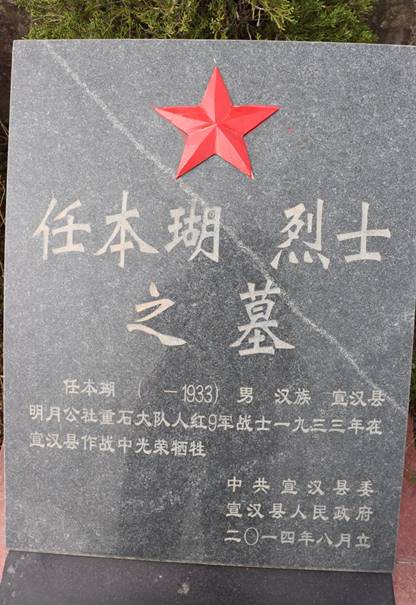 任本瑚 烈士
之墓
任本瑚 ( －1933) 男 汉族 宣汉县
明月公社重石大队人红9军战士一九三三年在
宣汉县作战中光荣牺牲
中共宣汉县委
宣汉县人民政府
二〇一四年八月立